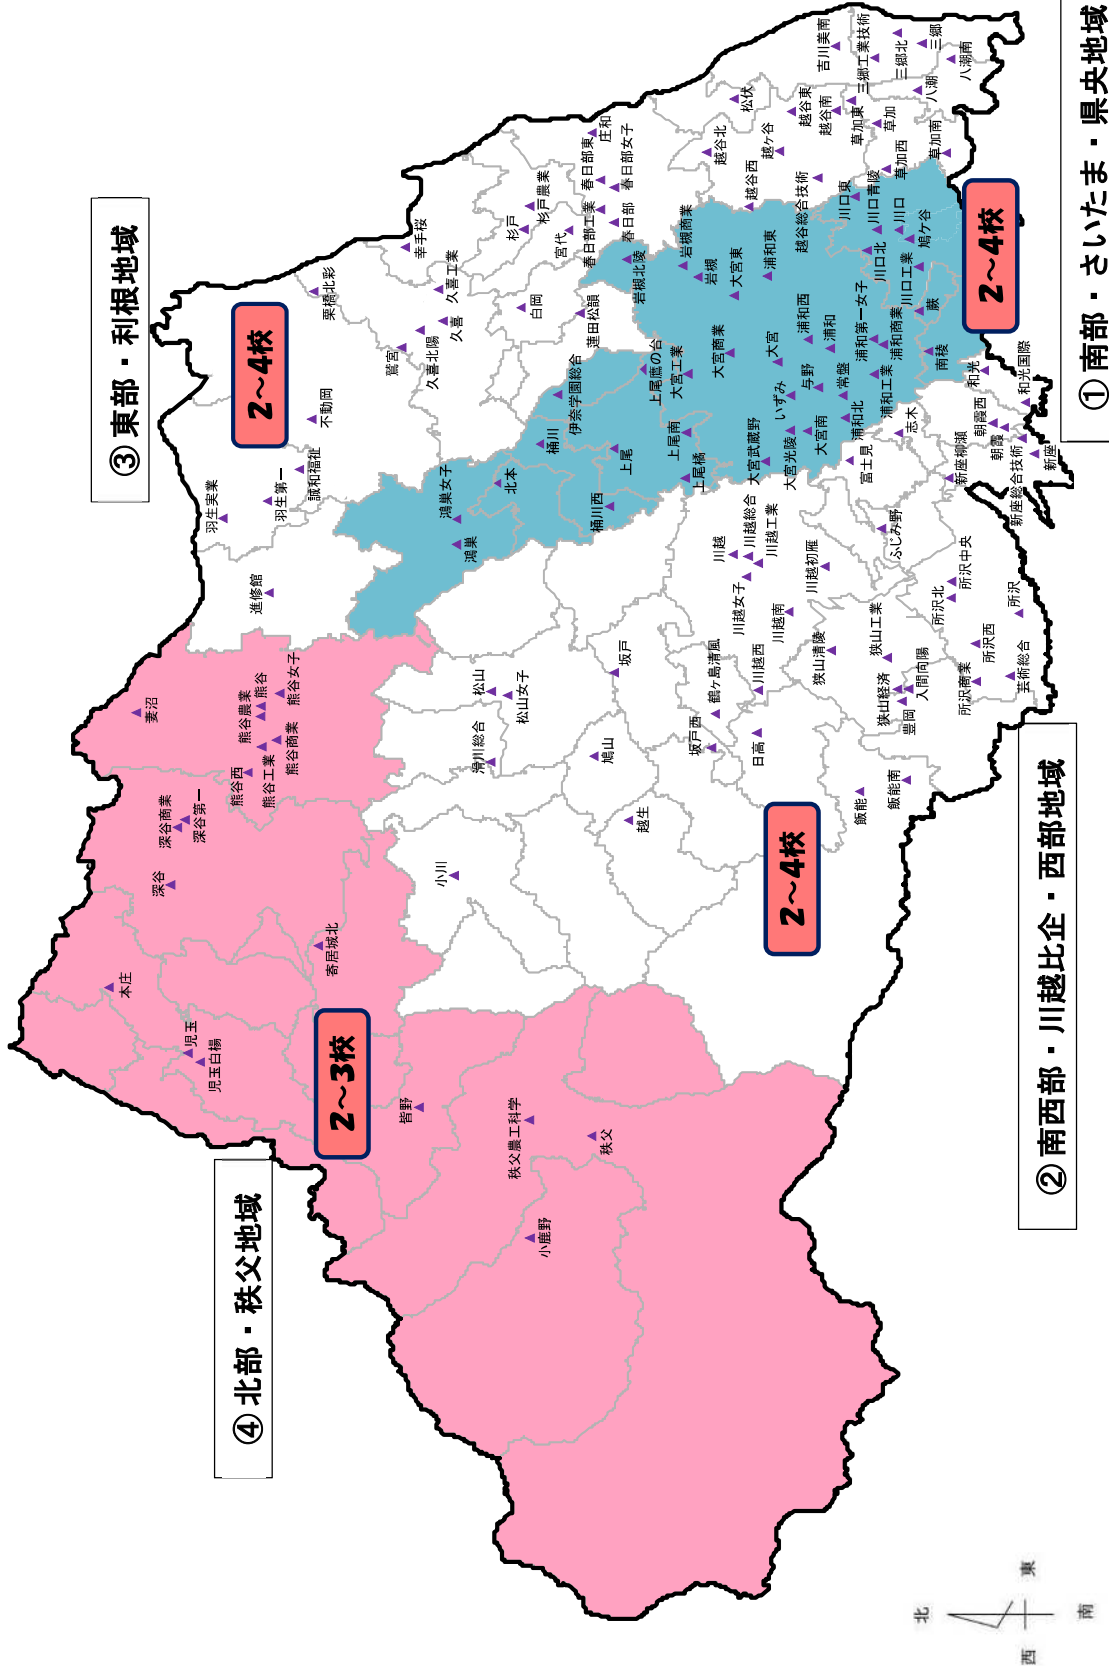 ③東部・利根地域
2～4校
④北部・秩父地域
2～3校
②南西部・川越比企・西部地域
2～4校
①南部・さいたま・県央地域
2～4校
本庄
児玉
児玉白楊
深谷
深谷商業
深谷第一
寄居城北
妻沼
熊谷西
熊谷工業
熊谷商業
熊谷農業
熊谷
熊谷女子
皆野
秩父農工科学
秩父
小鹿野
小川
滑川総合
松山
松山女子
鳩山
越生
坂戸
坂戸西
鶴ヶ島清風
日高
川越西
川越
川越総合
川越工業
川越女子
川越初雁
川越南
狭山清陵
狭山工業
狭山経済
入間向陽
豊岡
飯能
飯能南
所沢北
所沢中央
所沢
所沢西
所沢商業
芸術総合
ふじみ野
富士見
志木
新座柳瀬
朝霞西
朝霞
新座総合技術
新座
和光
和光国際
進修館
羽生実業
羽生第一
誠和福祉
不動岡
栗橋北彩
幸手桜
鷲宮
久喜北陽
久喜
久喜工業
杉戸
杉戸農業
宮代
白岡
蓮田松韻
春日部工業
春日部
春日部東
春日部女子
庄和
松伏
越谷北
越ケ谷
越谷西
越谷東
越谷南
越谷総合技術
吉川美南
三郷工業技術
三郷北
三郷
八潮
八潮南
草加東
草加
草加西
草加南
鴻巣女子
鴻巣
北本
桶川
桶川西
伊奈学園総合
上尾鷹の台
上尾
上尾南
上尾橘
大宮工業
大宮商業
大宮東
大宮
大宮武蔵野
大宮光陵
大宮南
いずみ
与野
岩槻北陵
岩槻商業
岩槻
浦和東
浦和西
浦和
浦和第一女子
浦和商業
浦和工業
浦和北
常盤
南稜
蕨
川口工業
川口北
川口
川口青陵
川口東
鳩ケ谷
北
東
西
南